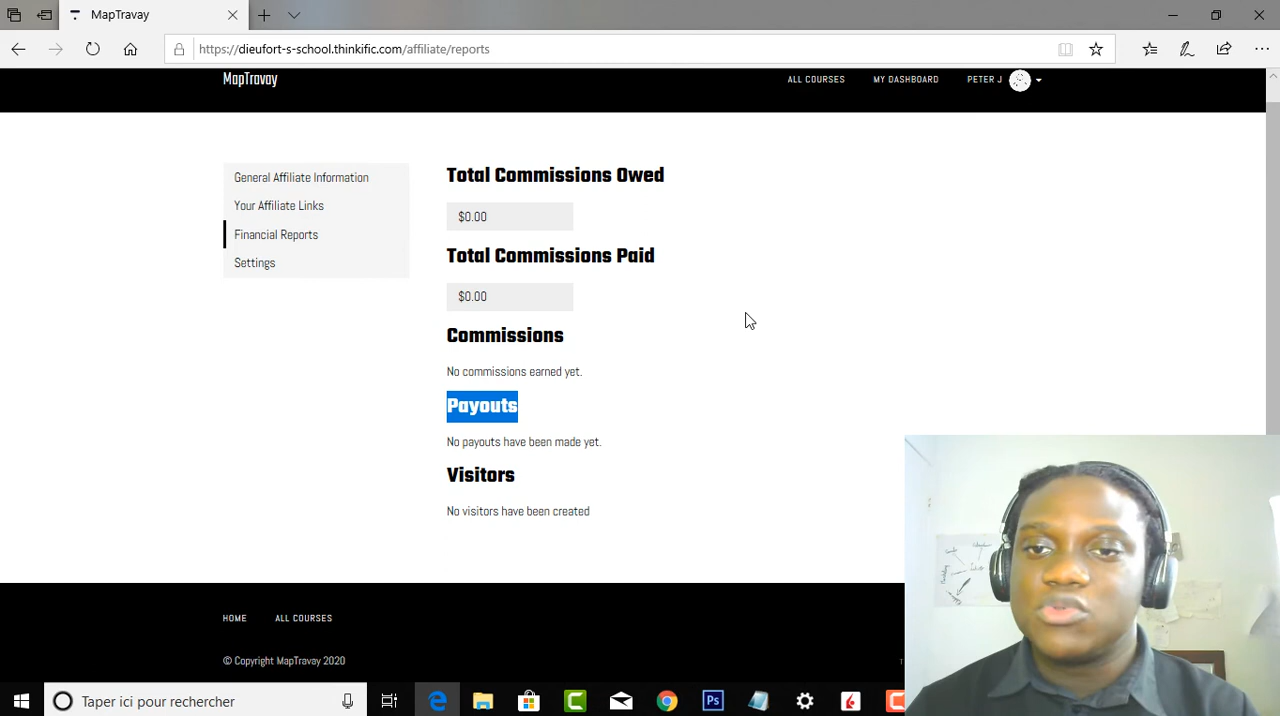 MapTravay
https://dieufort-s-school.thinkific.com/affiliate/reports
MapTravay
ALL COURSES
MY DASHBOARD
PETER J
General Affiliate Information
Your Affiliate Links
Financial Reports
Settings
Total Commissions Owed
$0.00
Total Commissions Paid
$0.00
Commissions
No commissions earned yet.
Payouts
No payouts have been made yet.
Visitors
No visitors have been created
HOME
ALL COURSES
© Copyright MapTravay 2020
Taper ici pour rechercher